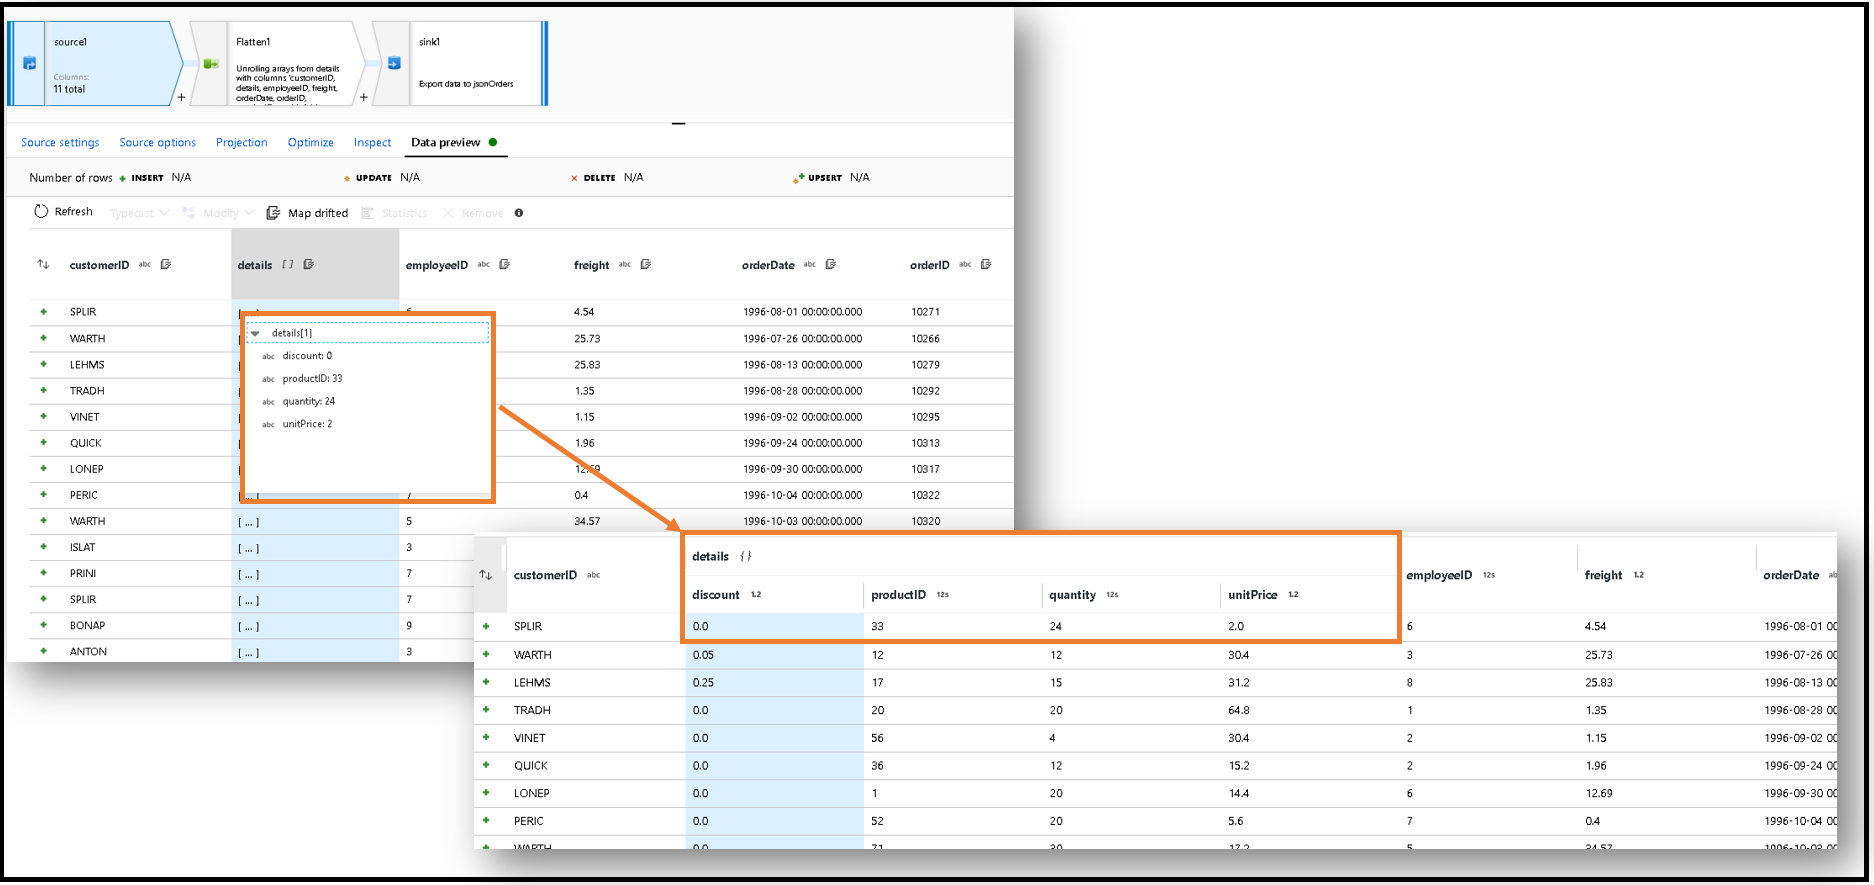 source1
Columns:
11 total
+
Flatten1
Unrolling arrays from details
with columns 'customerID,
details, employeeID, freight,
orderDate, orderID,
+
sink1
Export data to jsonOrders
Source settings Source options Projection Optimize Inspect Data preview
Number of rows + INSERT N/A * UPDATE N/A × DELETE N/A UPSERT N/A
Refresh Typecast Modify Map drifted Statistics Remove
customerID abc details [ ] employeeID abc freight abc orderDate abc orderID abc
+ SPLIR 4.54 1996-08-01 00:00:00.000 10271
+ WARTH 25.73 1996-07-26 00:00:00.000 10266
+ LEHMS 25.83 1996-08-13 00:00:00.000 10279
+ TRADH 1.35 1996-08-28 00:00:00.000 10292
+ VINET 1.15 1996-09-02 00:00:00.000 10295
+ QUICK 1.96 1996-09-24 00:00:00.000 10313
+ LONEP 12.69 1996-09-30 00:00:00.000 10317
+ PERIC [ ... ] 7 0.4 1996-10-04 00:00:00.000 10322
+ WARTH [ ... ] 5 34.57 1996-10-03 00:00:00.000 10320
+ ISLAT [ ... ] 3
+ PRINI [ ... ] 7
+ SPLIR [ ... ] 7
+ BONAP [ ... ] 9
+ ANTON [ ... ] 3
details[1]
abc discount: 0
abc productID: 33
abc quantity: 24
abc unitPrice: 2
details { }
customerID abc discount 1.2 productID 12s quantity 12s unitPrice 1.2 employeeID 12s freight 1.2 orderDate ab
+ SPLIR 0.0 33 24 2.0 6 4.54 1996-08-01 00
+ WARTH 0.05 12 12 30.4 3 25.73 1996-07-26 00
+ LEHMS 0.25 17 15 31.2 8 25.83 1996-08-13 00
+ TRADH 0.0 20 20 64.8 1 1.35 1996-08-28 00
+ VINET 0.0 56 4 30.4 2 1.15 1996-09-02 00
+ QUICK 0.0 36 12 15.2 2 1.96 1996-09-24 00
+ LONEP 0.0 1 20 14.4 6 12.69 1996-09-30 00
+ PERIC 0.0 52 20 5.6 7 0.4 1996-10-04 00
+ WARTH 0.0 71 30 17.2 5 34.57 1996-10-03 00